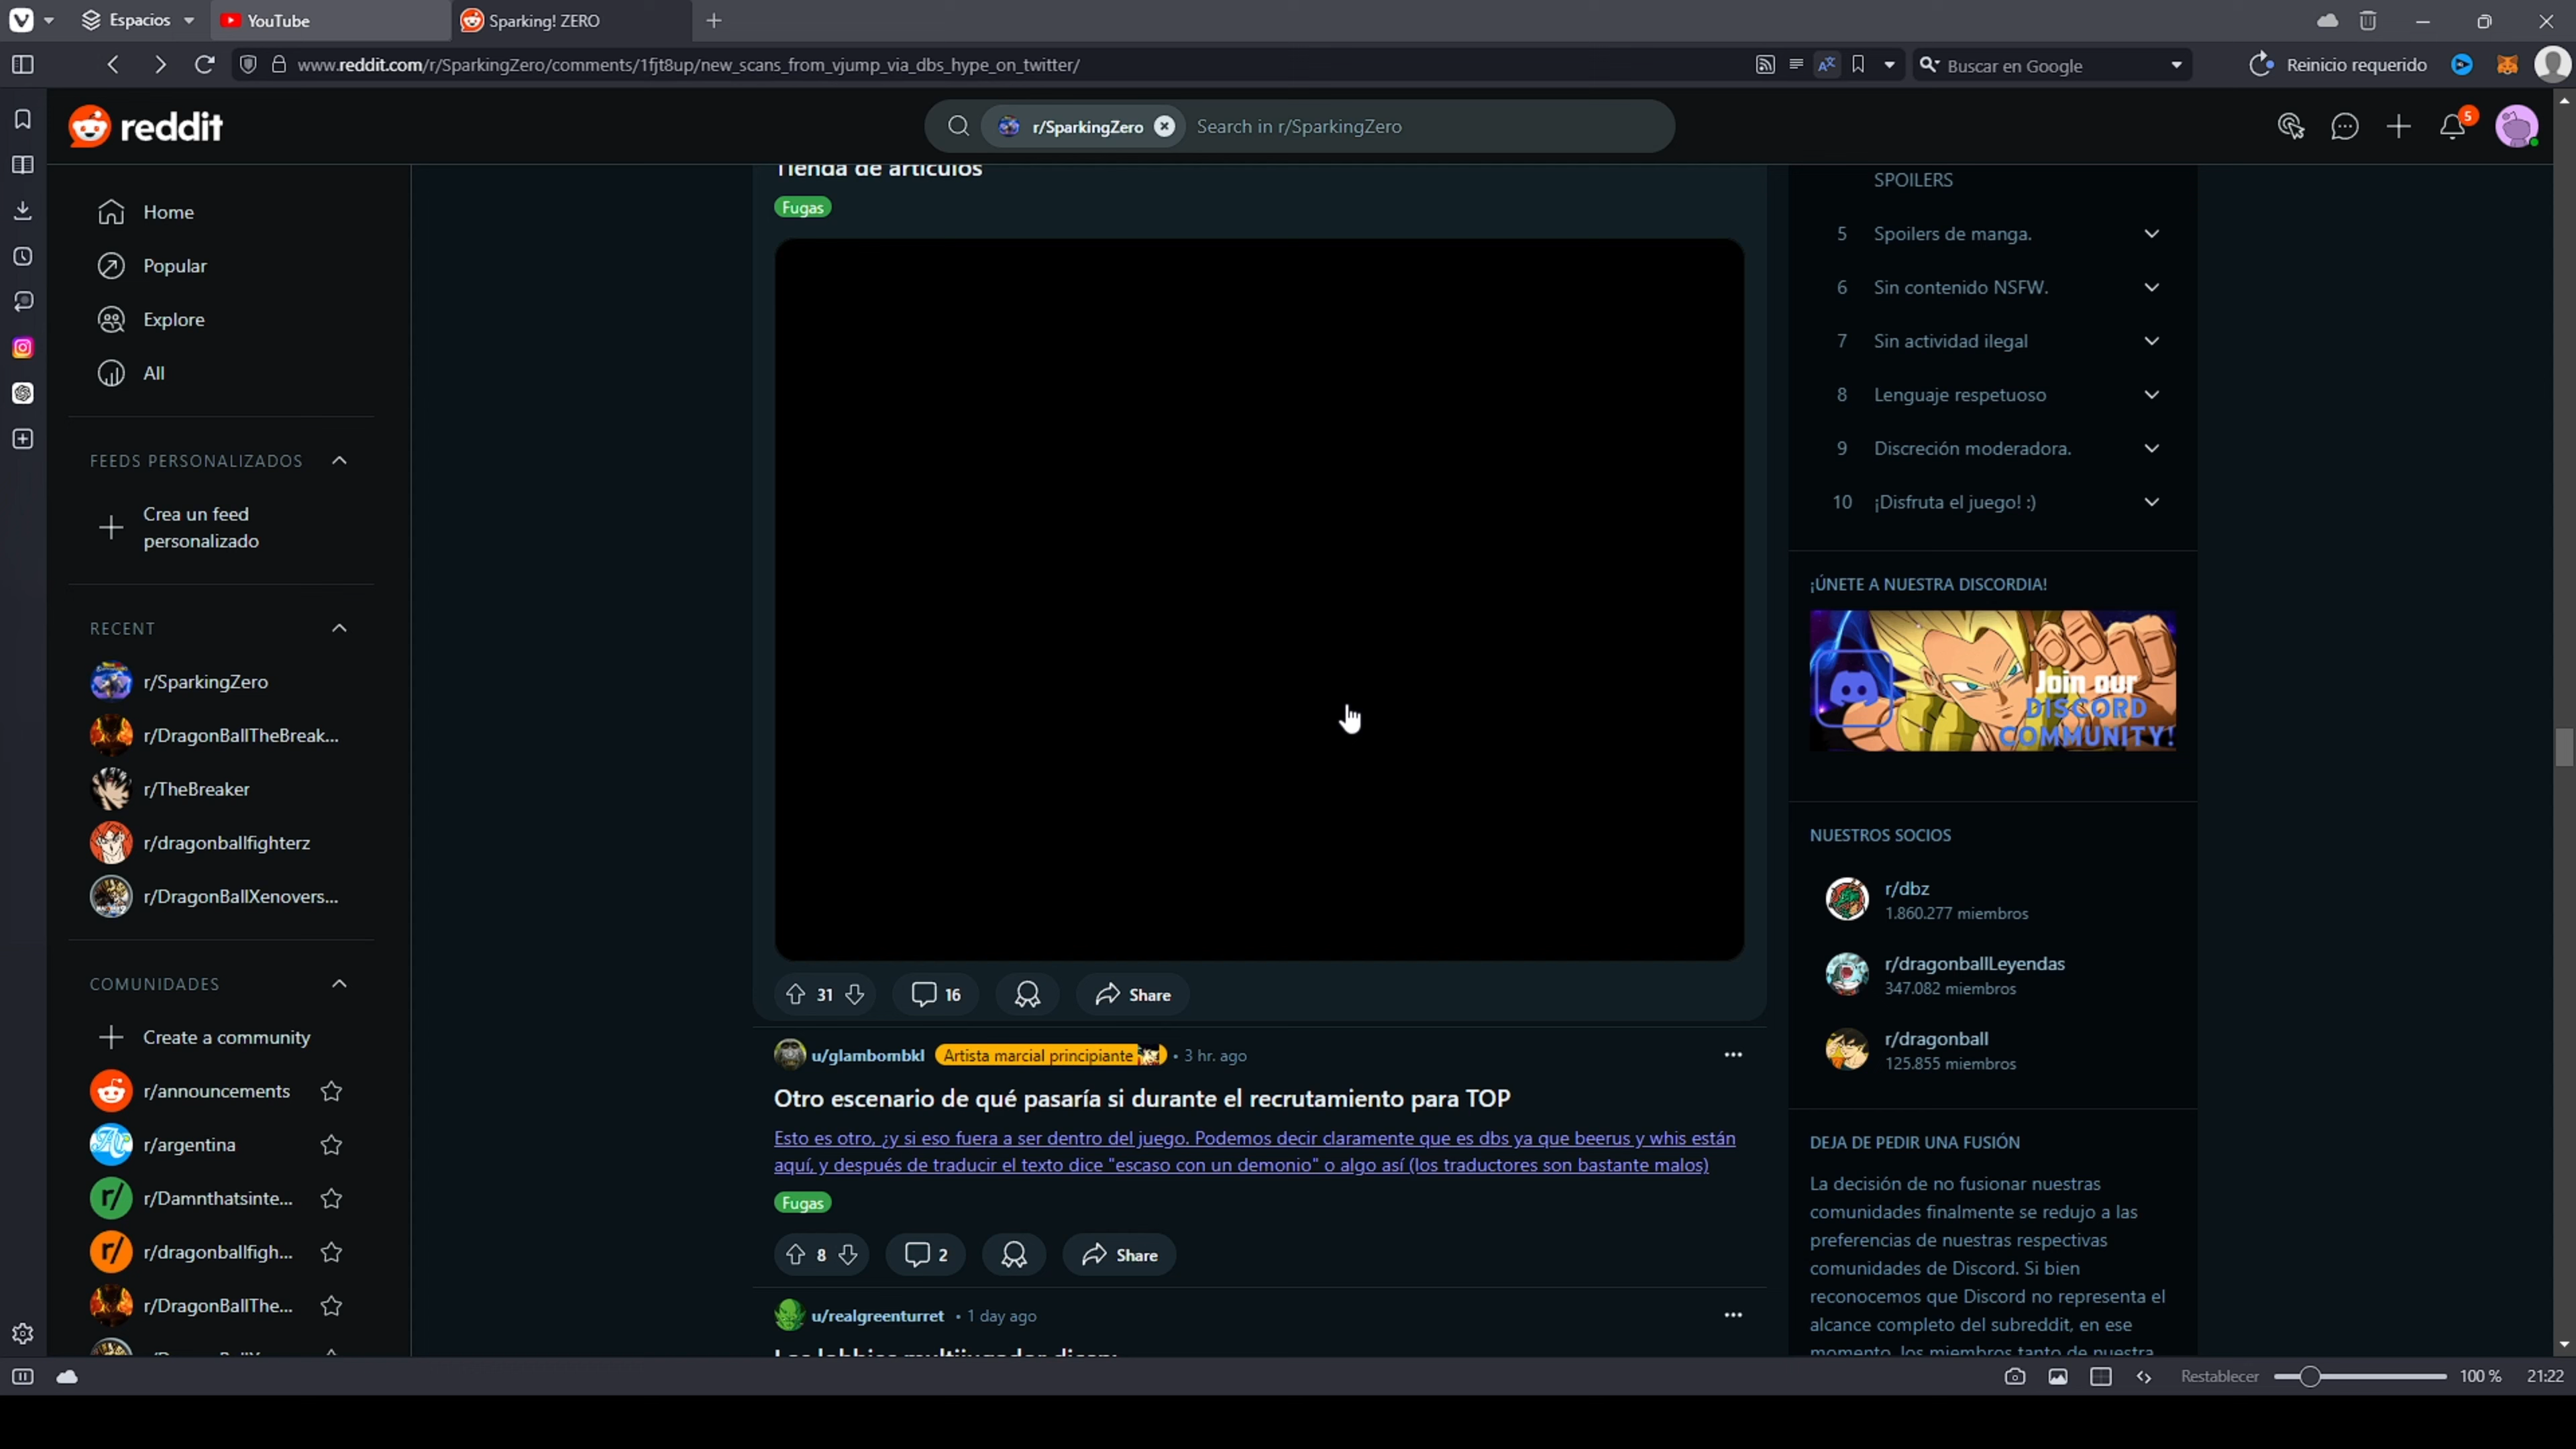 Espacios
YouTube
Sparking! ZERO
www.reddit.com/r/SparkingZero/comments/1fjt8up/new_scans_from_vjump_via_dbs_hype_on_twitter/
Buscar en Google
Reinicio requerido
reddit
r/SparkingZero
Search in r/SparkingZero
5
Home
Popular
Explore
All
FEEDS PERSONALIZADOS
Crea un feed
personalizado
RECENT
r/SparkingZero
r/DragonBallTheBreak...
r/TheBreaker
r/dragonballfighterz
r/DragonBallXenovers...
COMUNIDADES
Create a community
r/announcements
r/argentina
r/Damnthatsinte...
r/dragonballfigh...
r/DragonBallThe...
Tienda de artículos
Fugas
31
16
Share
u/glambombkl Artista marcial principiante • 3 hr. ago
Otro escenario de qué pasaría si durante el recrutamiento para TOP
Esto es otro, ¿y si eso fuera a ser dentro del juego. Podemos decir claramente que es dbs ya que beerus y whis están
aquí, y después de traducir el texto dice "escaso con un demonio" o algo así (los traductores son bastante malos)
Fugas
8
2
Share
u/realgreenturret • 1 day ago
SPOILERS
5 Spoilers de manga.
6 Sin contenido NSFW.
7 Sin actividad ilegal
8 Lenguaje respetuoso
9 Discreción moderadora.
10 ¡Disfruta el juego! :)
¡ÚNETE A NUESTRA DISCORDIA!
Join our
DISCORD
COMMUNITY!
NUESTROS SOCIOS
r/dbz
1.860.277 miembros
r/dragonballLeyendas
347.082 miembros
r/dragonball
125.855 miembros
DEJA DE PEDIR UNA FUSIÓN
La decisión de no fusionar nuestras
comunidades finalmente se redujo a las
preferencias de nuestras respectivas
comunidades de Discord. Si bien
reconocemos que Discord no representa el
alcance completo del subreddit, en ese
momento, los miembros tanto de nuestra
Restablecer
100 %
21:22